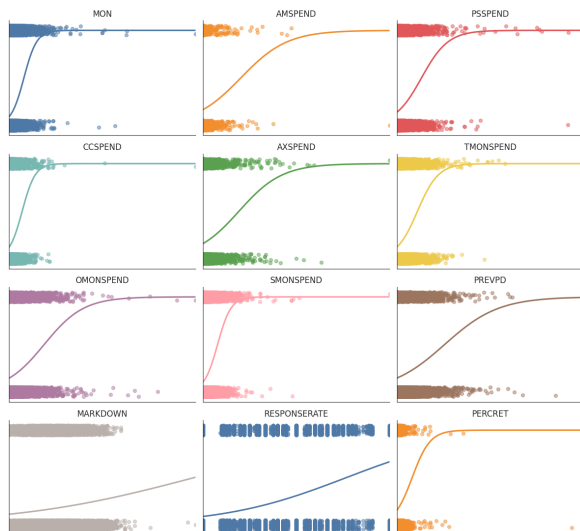 MON AMSPEND PSSPEND
CCSPEND AXSPEND TMONSPEND
OMONSPEND SMONSPEND PREVPD
MARKDOWN RESPONSERATE PERCRET